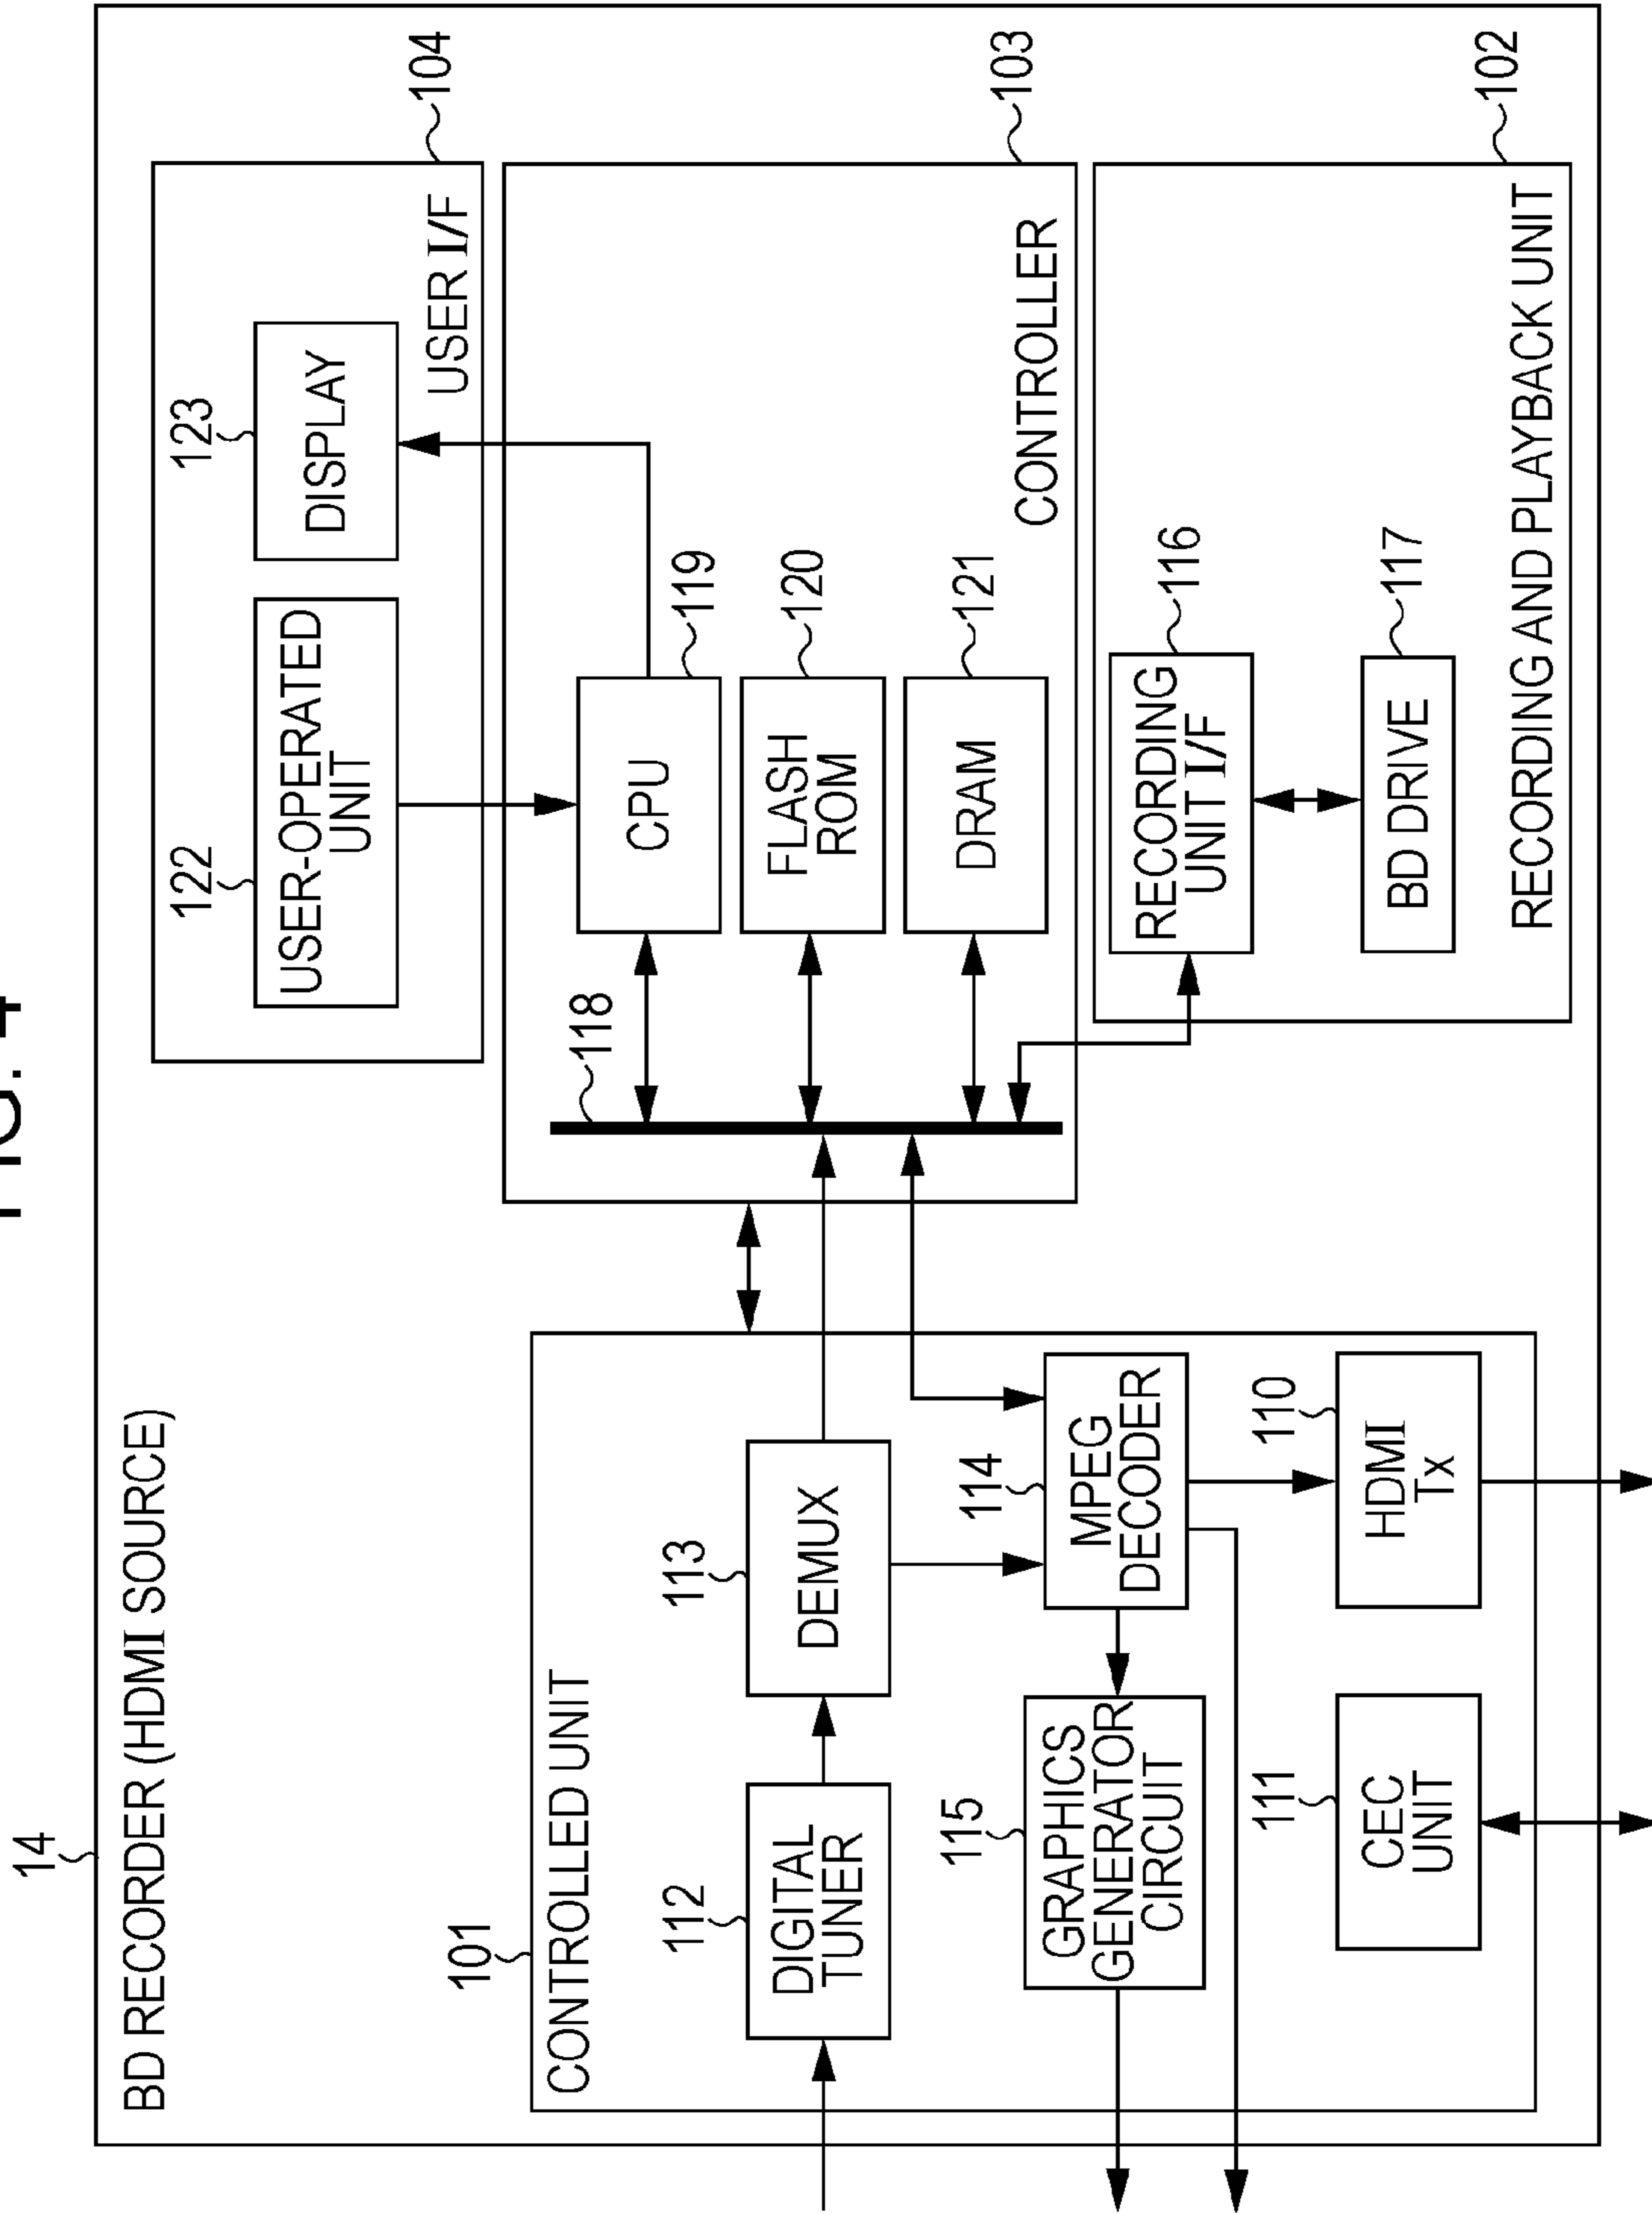 FIG. 4
14
BD RECORDER (HDMI SOURCE)
101
CONTROLLED UNIT
112
DIGITAL
TUNER
113
DEMUX
114
MPEG
DECODER
115
GRAPHICS
GENERATOR
CIRCUIT
111
CEC
UNIT
110
HDMI
Tx
122
USER-OPERATED
UNIT
123
DISPLAY
USER I/F
104
118
119
CPU
120
FLASH
ROM
121
DRAM
CONTROLLER
103
116
RECORDING
UNIT I/F
117
BD DRIVE
RECORDING AND PLAYBACK UNIT
102